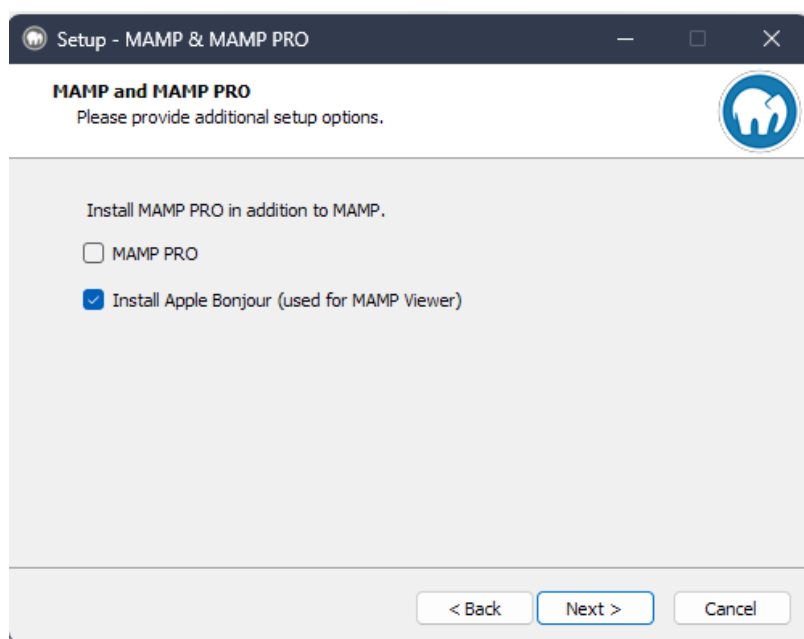 Setup - MAMP & MAMP PRO
MAMP and MAMP PRO
Please provide additional setup options.
Install MAMP PRO in addition to MAMP.
MAMP PRO
Install Apple Bonjour (used for MAMP Viewer)
< Back
Next >
Cancel